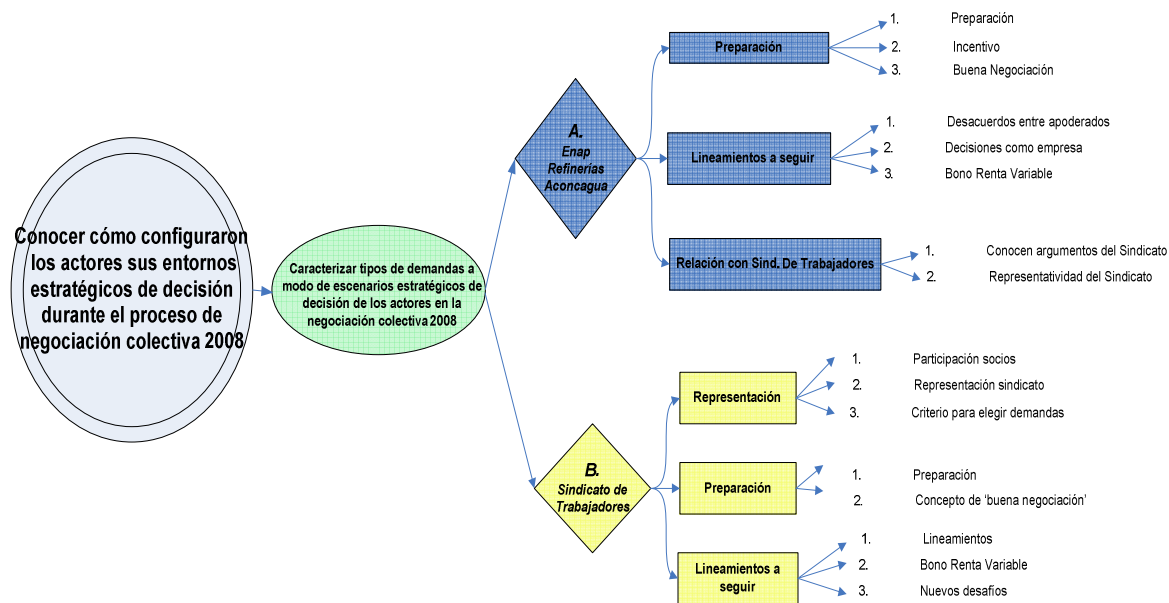 Conocer cómo configuraron
los actores sus entornos
estratégicos de decisión
durante el proceso de
negociación colectiva 2008
Caracterizar tipos de demandas a
modo de escenarios estratégicos de
decisión de los actores en la
negociación colectiva 2008
A.
Enap
Refinerías
Aconcagua
Preparación
1. Preparación
2. Incentivo
3. Buena Negociación
Lineamientos a seguir
1. Desacuerdos entre apoderados
2. Decisiones como empresa
3. Bono Renta Variable
Relación con Sind. De Trabajadores
1. Conocen argumentos del Sindicato
2. Representatividad del Sindicato
B.
Sindicato de
Trabajadores
Representación
1. Participación socios
2. Representación sindicato
3. Criterio para elegir demandas
Preparación
1. Preparación
2. Concepto de ‘buena negociación’
Lineamientos a
seguir
1. Lineamientos
2. Bono Renta Variable
3. Nuevos desafíos